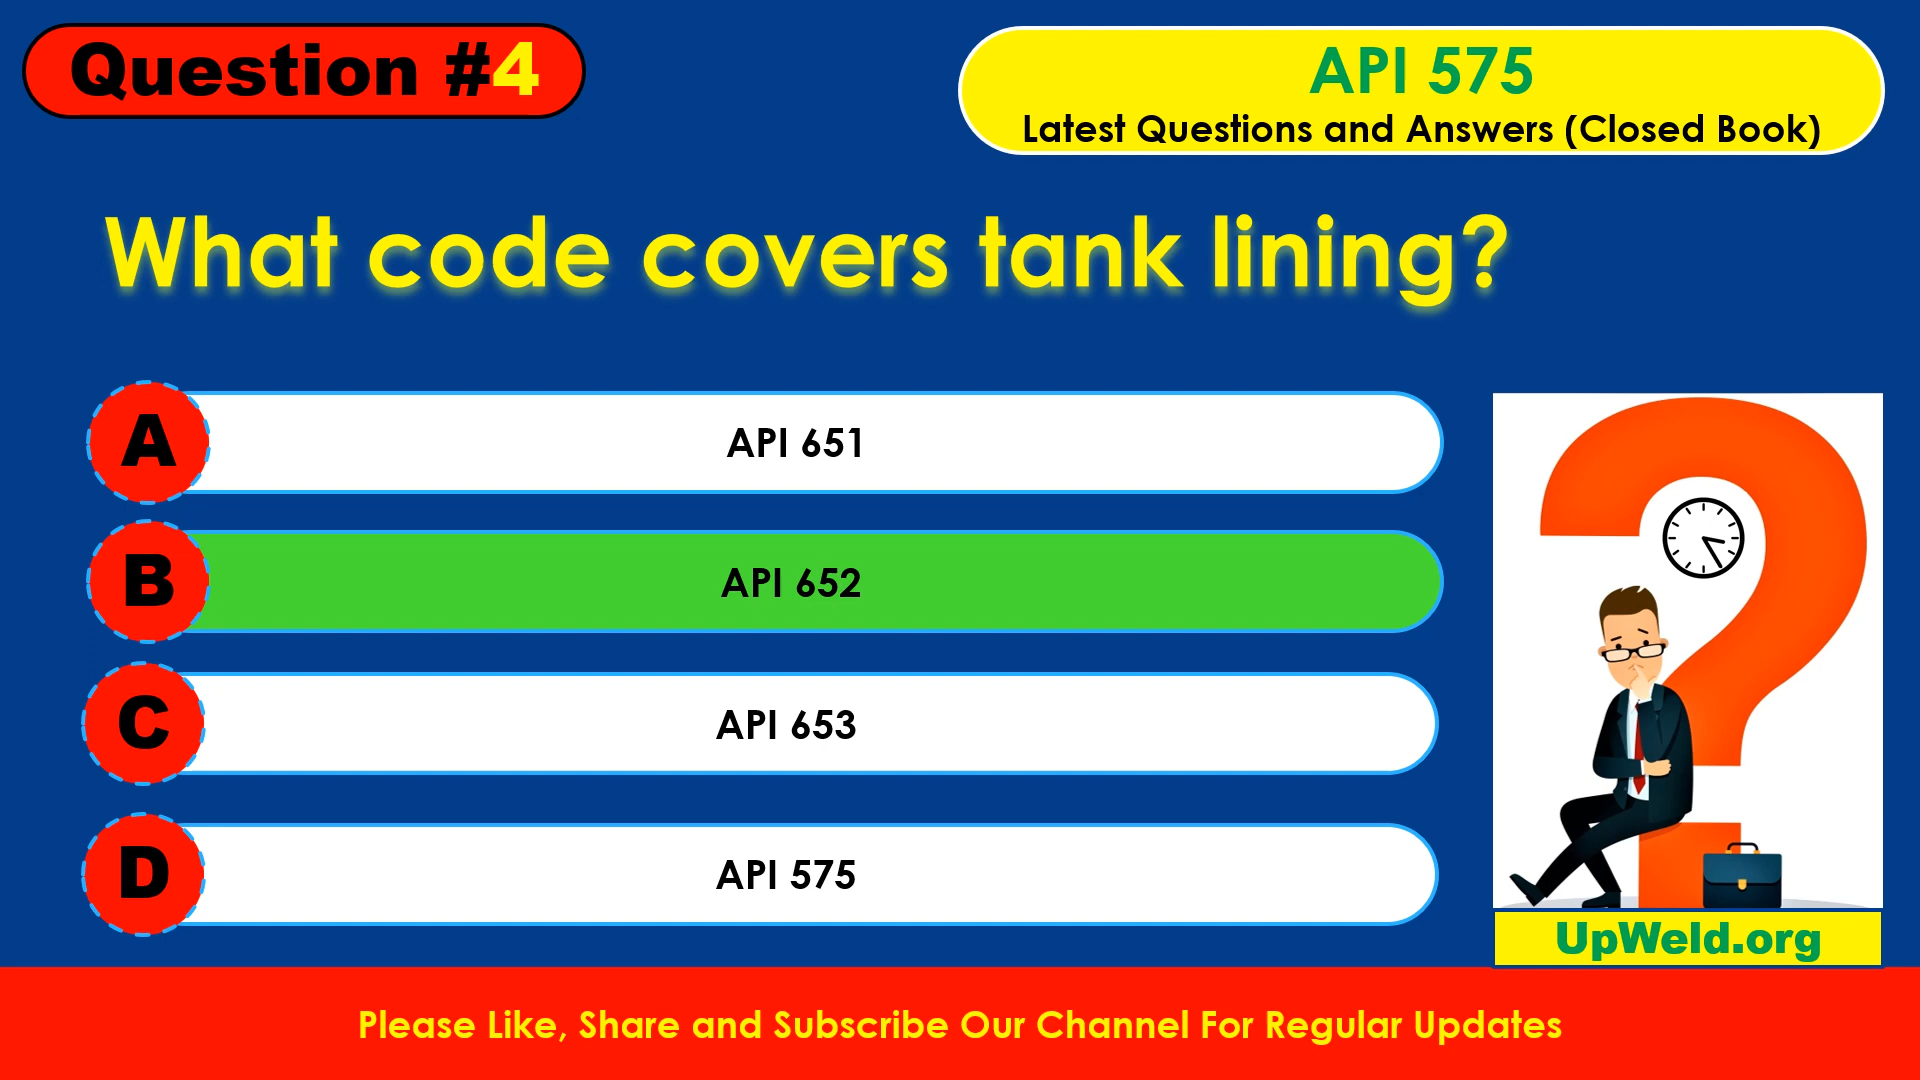 Question #4
API 575
Latest Questions and Answers (Closed Book)
What code covers tank lining?
A
API 651
B
API 652
C
API 653
D
API 575
UpWeld.org
Please Like, Share and Subscribe Our Channel For Regular Updates